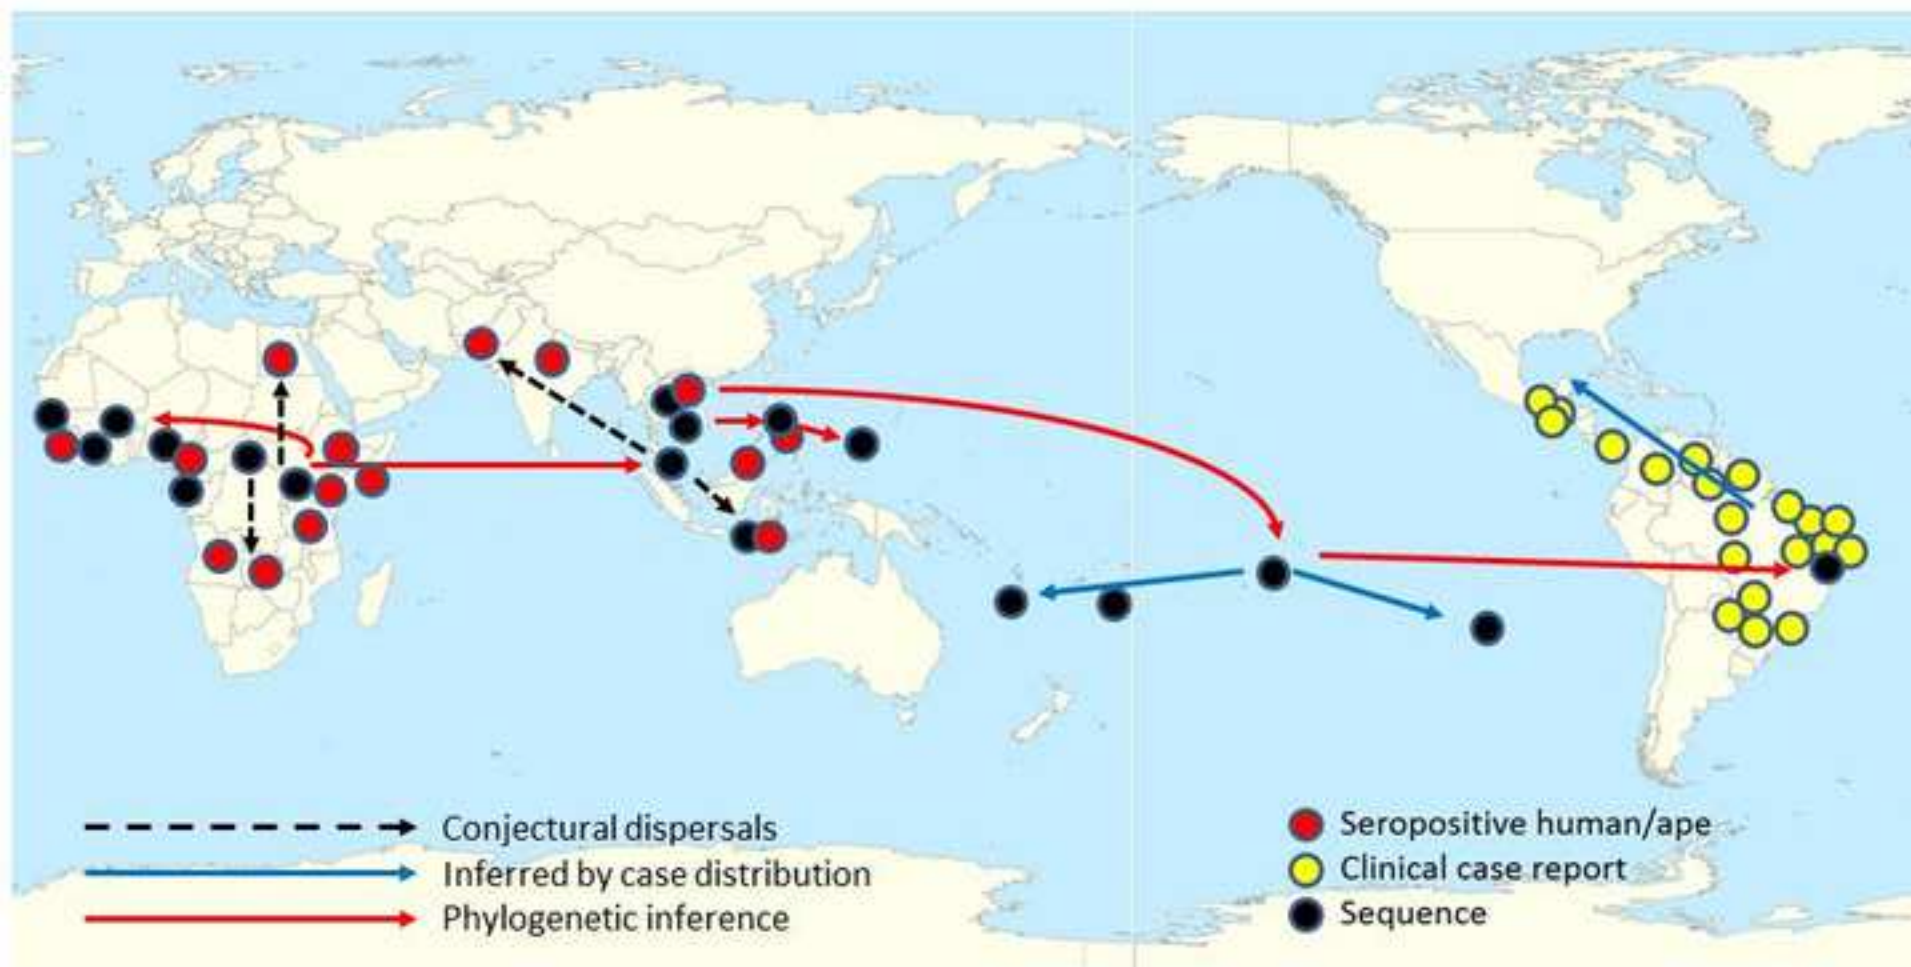 Conjectural dispersals
Inferred by case distribution
Phylogenetic inference
Seropositive human/ape
Clinical case report
Sequence